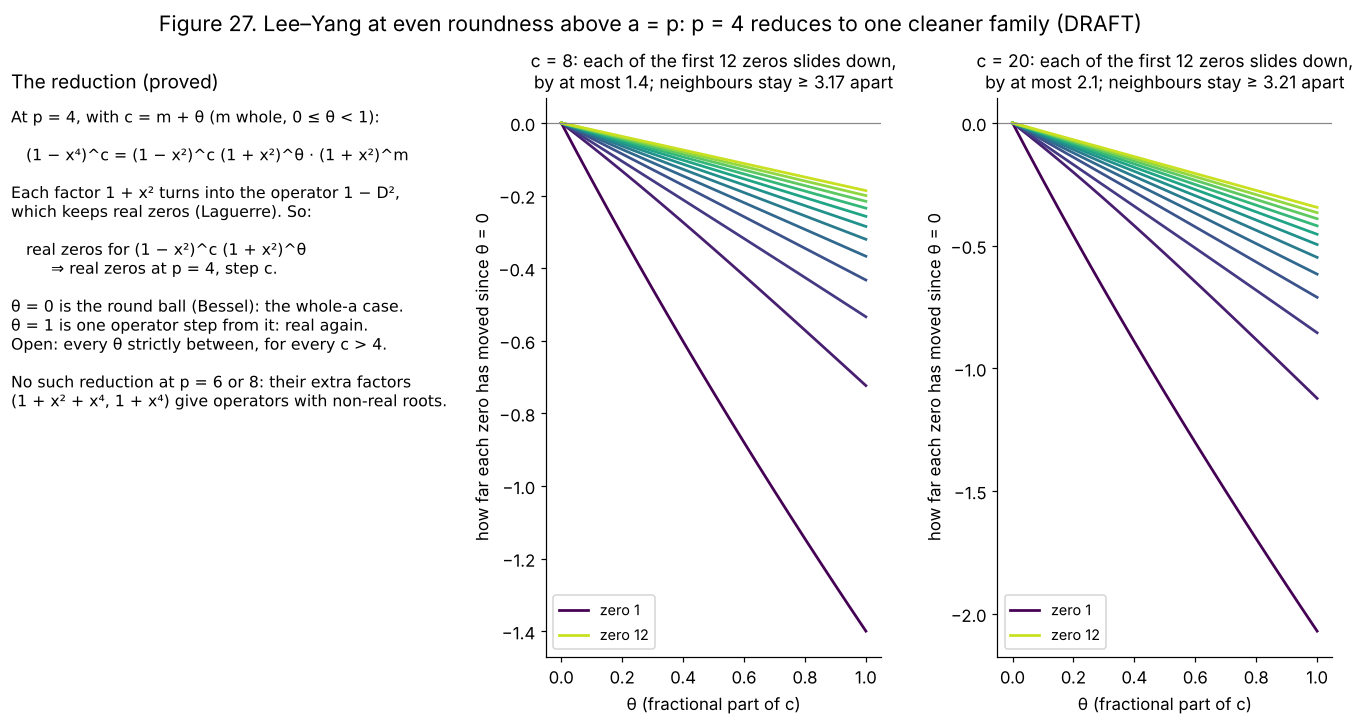 Figure 27. Lee–Yang at even roundness above a = p: p = 4 reduces to one cleaner family (DRAFT)
The reduction (proved)
At p = 4, with c = m + θ (m whole, 0 ≤ θ < 1):
(1 − x⁴)^c = (1 − x²)^c (1 + x²)^θ · (1 + x²)^m
Each factor 1 + x² turns into the operator 1 − D²,
which keeps real zeros (Laguerre). So:
real zeros for (1 − x²)^c (1 + x²)^θ
⇒ real zeros at p = 4, step c.
θ = 0 is the round ball (Bessel): the whole-a case.
θ = 1 is one operator step from it: real again.
Open: every θ strictly between, for every c > 4.
No such reduction at p = 6 or 8: their extra factors
(1 + x² + x⁴, 1 + x⁴) give operators with non-real roots.
c = 8: each of the first 12 zeros slides down,
by at most 1.4; neighbours stay ≥ 3.17 apart
how far each zero has moved since θ = 0
0.0
−0.2
−0.4
−0.6
−0.8
−1.0
−1.2
−1.4
zero 1
zero 12
0.0 0.2 0.4 0.6 0.8 1.0
θ (fractional part of c)
c = 20: each of the first 12 zeros slides down,
by at most 2.1; neighbours stay ≥ 3.21 apart
how far each zero has moved since θ = 0
0.0
−0.5
−1.0
−1.5
−2.0
zero 1
zero 12
0.0 0.2 0.4 0.6 0.8 1.0
θ (fractional part of c)